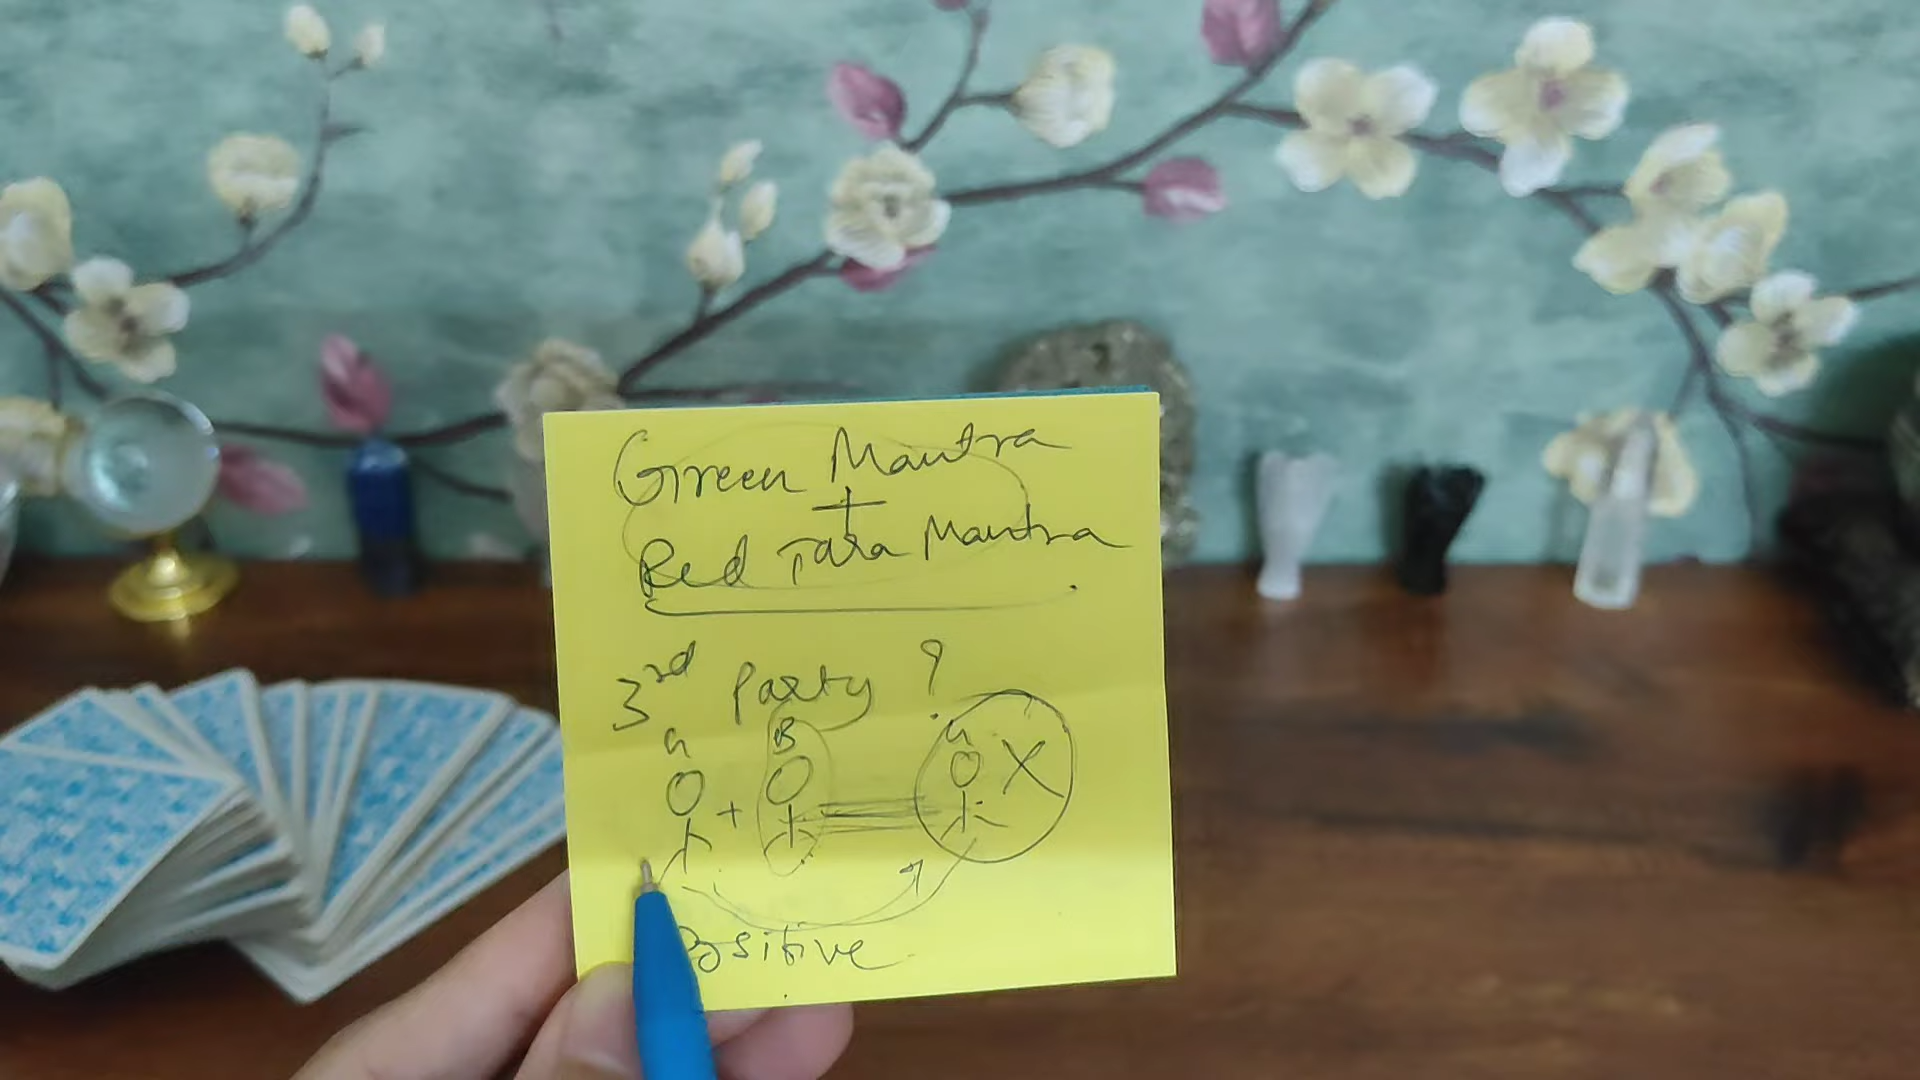 Green Mantra
+
Red Tara Mantra
3rd Party ?
a B a
+ X
Positive